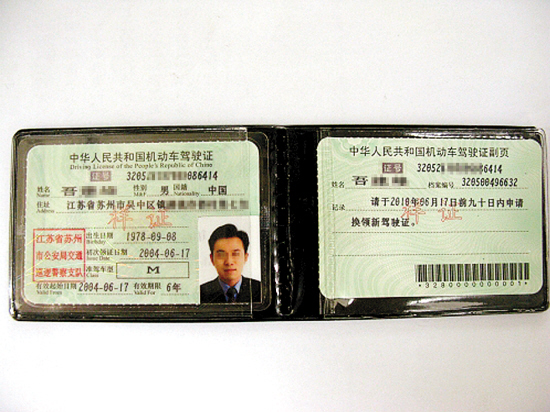 中华人民共和国机动车驾驶证
Driving License of the People's Republic of China
证号 3205 086414
姓名 吾 性别 男 国籍 中国
Name
住址 江苏省苏州市吴中区镇
Address
样 证
江苏省苏州
市公安局交通
巡逻警察支队
出生日期 1978-09-08
Birthday
初次领证日期 2004-06-17
Issue Date
准驾车型 M
Class
有效起始日期 2004-06-17 有效期限 6年
Valid From Valid For
中华人民共和国机动车驾驶证副页
证号 32052 6414
姓名 吾 档案编号 320500496632
记录 请于2010年06月17日前九十日内申请
换领新驾驶证。
样 证
*3280000000001*